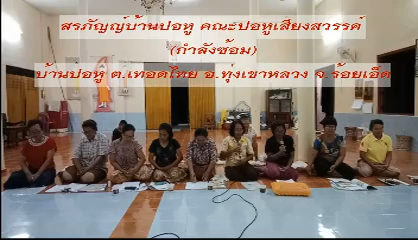 สรภัญญ์บ้านปอหู คณะปอหูเสียงสวรรค์
(กำลังซ้อม)
บ้านปอหู ต.เทอดไทย อ.ทุ่งเขาหลวง จ.ร้อยเอ็ด